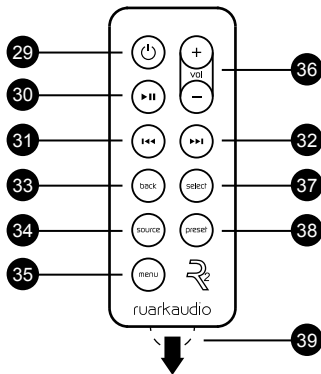 29
+
vol
−
36
30
31
32
33
back
select
37
34
source
preset
38
35
menu
R2
ruarkaudio
39